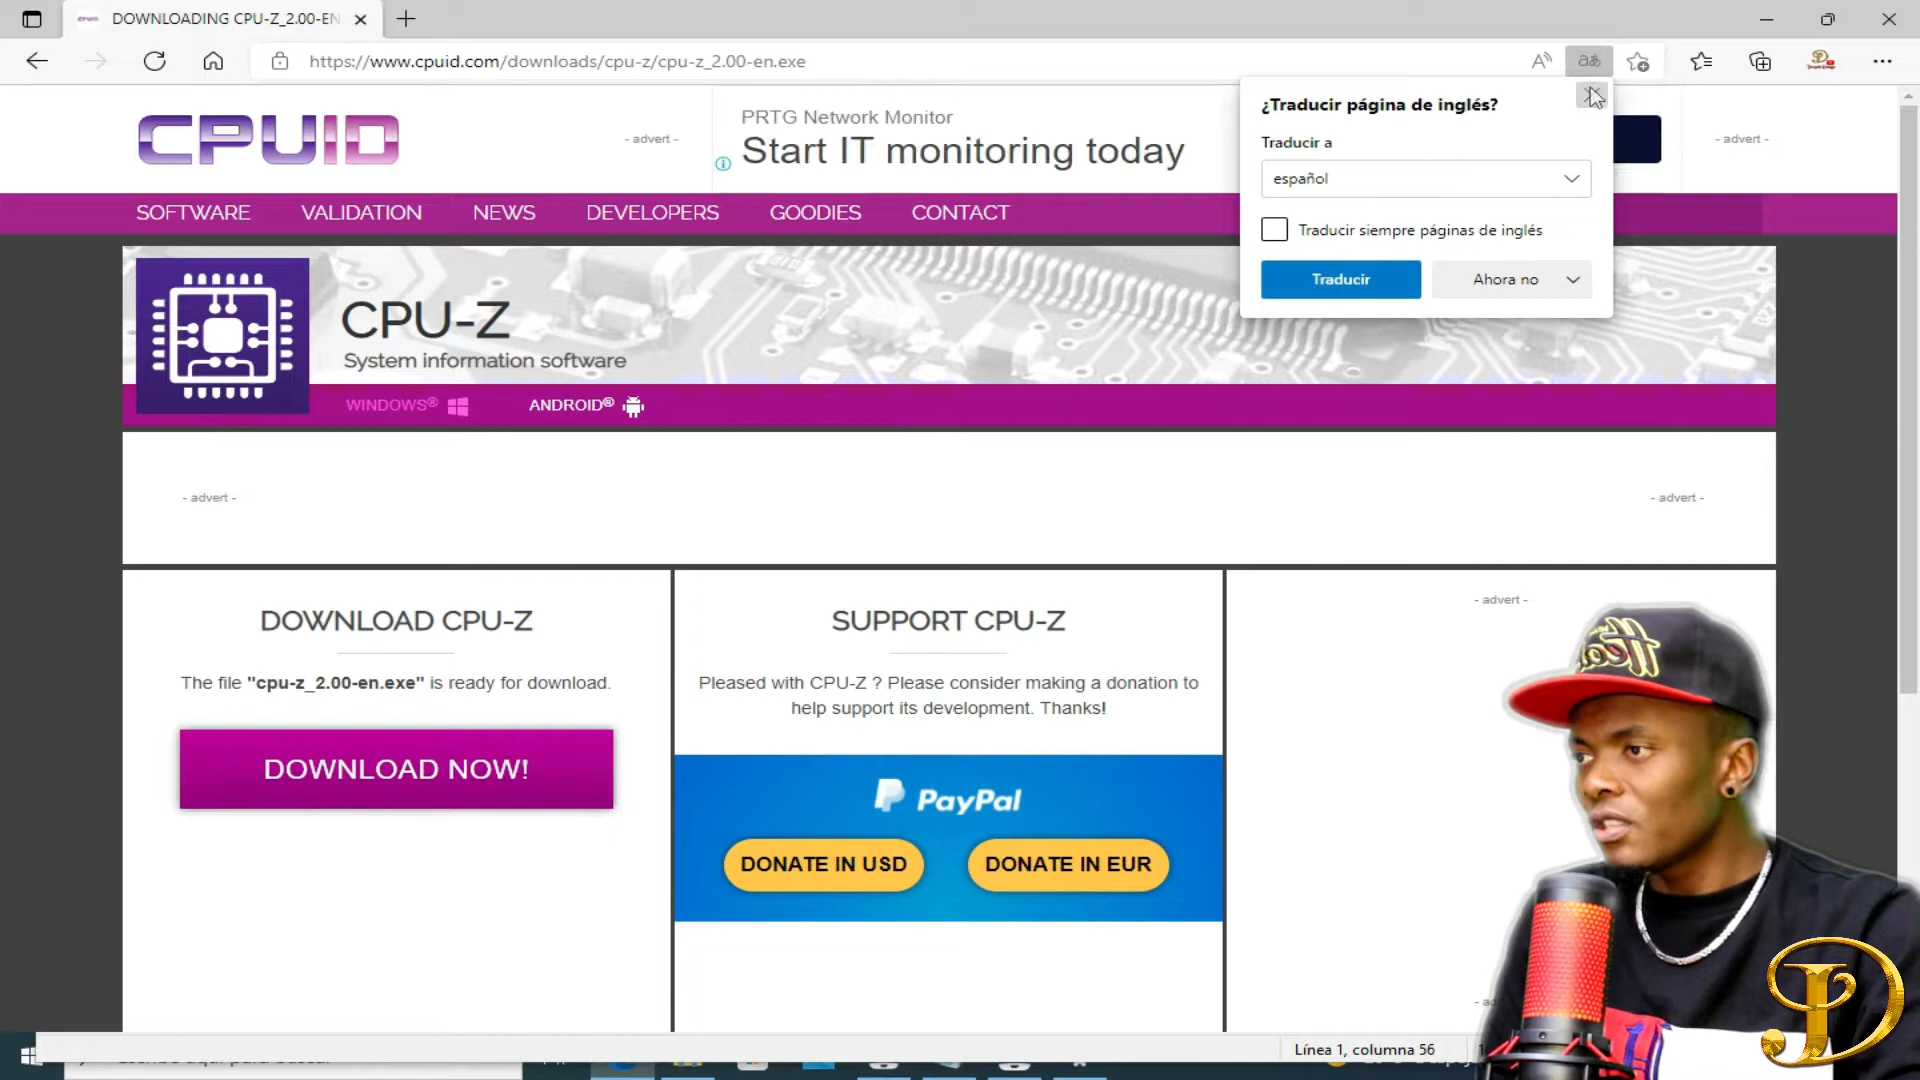 DOWNLOADING CPU-Z_2.00-EN
https://www.cpuid.com/downloads/cpu-z/cpu-z_2.00-en.exe
CPUID
- advert -
PRTG Network Monitor
Start IT monitoring today
- advert -
¿Traducir página de inglés?
Traducir a
español
Traducir siempre páginas de inglés
Traducir
Ahora no
SOFTWARE VALIDATION NEWS DEVELOPERS GOODIES CONTACT
CPU-Z
System information software
WINDOWS® ANDROID®
- advert -
- advert -
DOWNLOAD CPU-Z
The file "cpu-z_2.00-en.exe" is ready for download.
DOWNLOAD NOW!
SUPPORT CPU-Z
Pleased with CPU-Z ? Please consider making a donation to
help support its development. Thanks!
PayPal
DONATE IN USD DONATE IN EUR
- advert -
Línea 1, columna 56